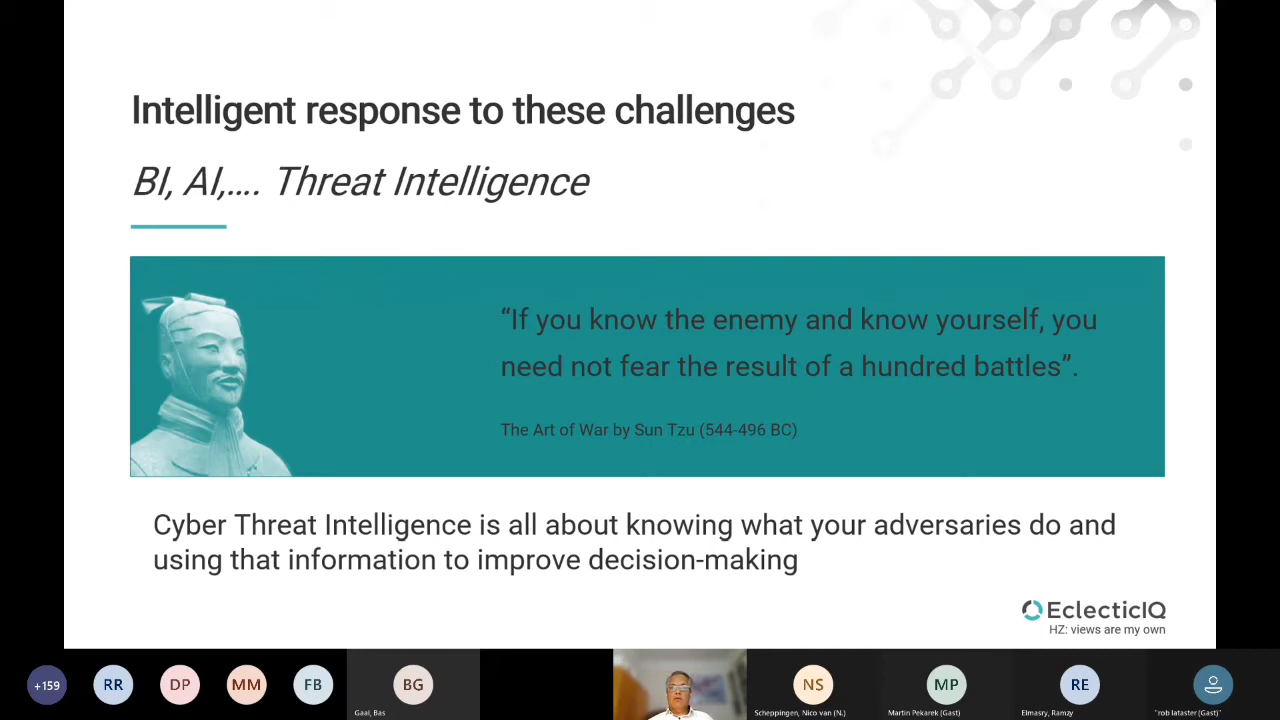 Intelligent response to these challenges
BI, AI,.... Threat Intelligence
“If you know the enemy and know yourself, you
need not fear the result of a hundred battles”.
The Art of War by Sun Tzu (544-496 BC)
Cyber Threat Intelligence is all about knowing what your adversaries do and
using that information to improve decision-making
EclecticIQ
HZ: views are my own
+159 RR DP MM FB BG NS MP RE
Gaal, Bas Scheppingen, Nico van (N.) Martin Pekarek (Gast) Elmasry, Ramzy "rob lataster (Gast)"